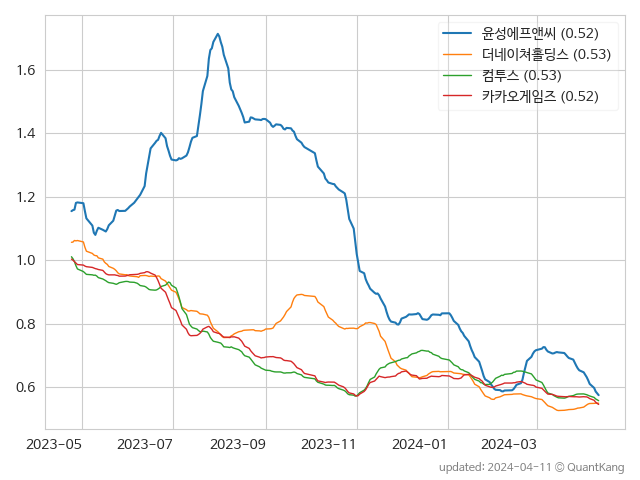 윤성에프앤씨 (0.52)
더네이쳐홀딩스 (0.53)
컴투스 (0.53)
카카오게임즈 (0.52)
1.6
1.4
1.2
1.0
0.8
0.6
2023-05 2023-07 2023-09 2023-11 2024-01 2024-03
updated: 2024-04-11 © QuantKang